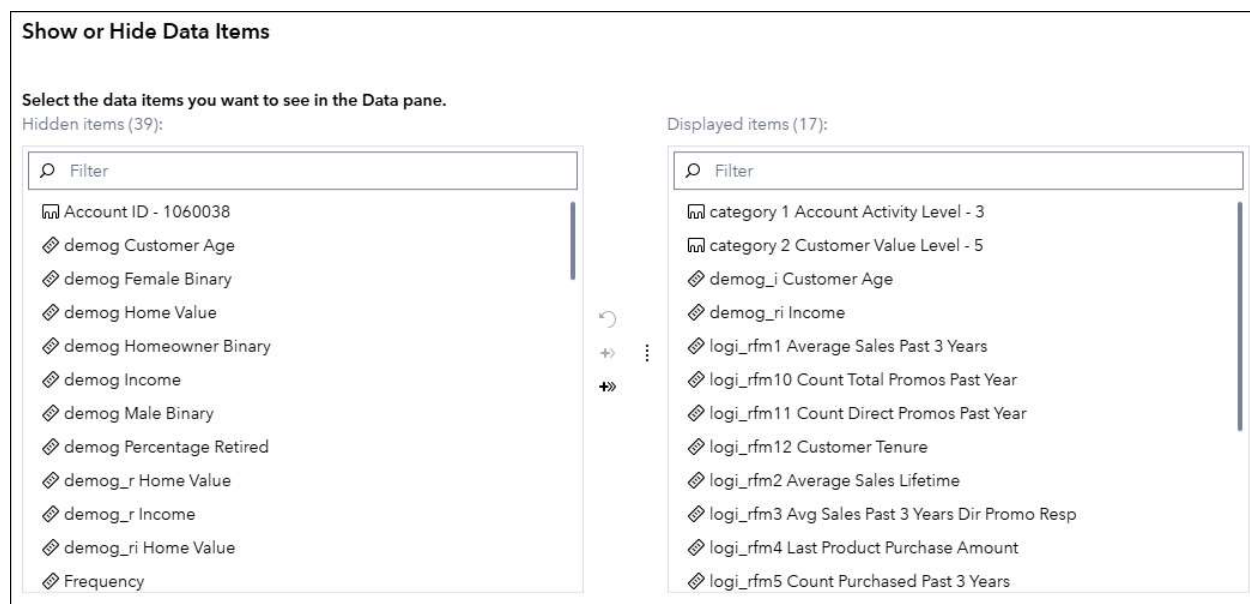 Show or Hide Data Items
Select the data items you want to see in the Data pane.
Hidden items (39):
Filter
Account ID - 1060038
demog Customer Age
demog Female Binary
demog Home Value
demog Homeowner Binary
demog Income
demog Male Binary
demog Percentage Retired
demog_r Home Value
demog_r Income
demog_ri Home Value
Frequency
Displayed items (17):
Filter
category 1 Account Activity Level - 3
category 2 Customer Value Level - 5
demog_i Customer Age
demog_ri Income
logi_rfm1 Average Sales Past 3 Years
logi_rfm10 Count Total Promos Past Year
logi_rfm11 Count Direct Promos Past Year
logi_rfm12 Customer Tenure
logi_rfm2 Average Sales Lifetime
logi_rfm3 Avg Sales Past 3 Years Dir Promo Resp
logi_rfm4 Last Product Purchase Amount
logi_rfm5 Count Purchased Past 3 Years